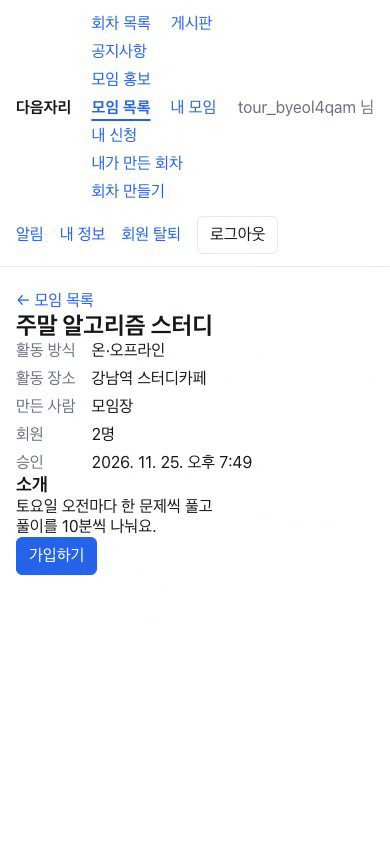 회차 목록 게시판
공지사항
모임 홍보
다음자리 모임 목록 내 모임 tour_byeol4qam 님
내 신청
내가 만든 회차
회차 만들기
알림 내 정보 회원 탈퇴 로그아웃
← 모임 목록
주말 알고리즘 스터디
활동 방식 온·오프라인
활동 장소 강남역 스터디카페
만든 사람 모임장
회원 2명
승인 2026. 11. 25. 오후 7:49
소개
토요일 오전마다 한 문제씩 풀고
풀이를 10분씩 나눠요.
가입하기